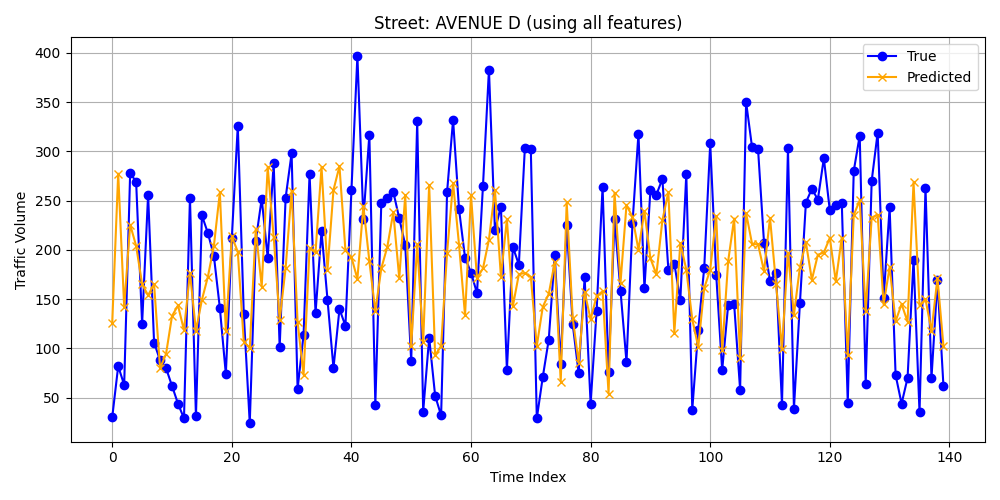 Street: AVENUE D (using all features)
True
Predicted
Traffic Volume
400
350
300
250
200
150
100
50
0 20 40 60 80 100 120 140
Time Index